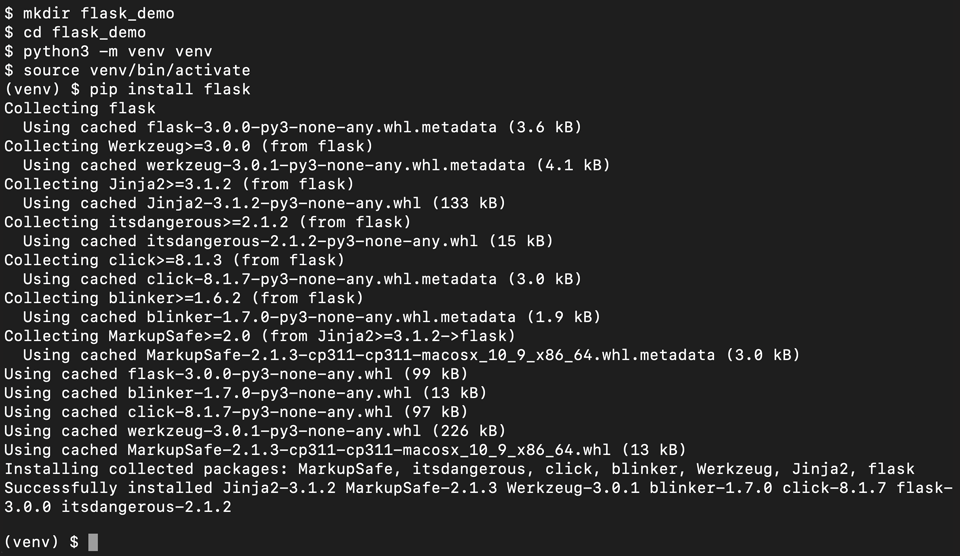 $ mkdir flask_demo
$ cd flask_demo
$ python3 -m venv venv
$ source venv/bin/activate
(venv) $ pip install flask
Collecting flask
  Using cached flask-3.0.0-py3-none-any.whl.metadata (3.6 kB)
Collecting Werkzeug>=3.0.0 (from flask)
  Using cached werkzeug-3.0.1-py3-none-any.whl.metadata (4.1 kB)
Collecting Jinja2>=3.1.2 (from flask)
  Using cached Jinja2-3.1.2-py3-none-any.whl (133 kB)
Collecting itsdangerous>=2.1.2 (from flask)
  Using cached itsdangerous-2.1.2-py3-none-any.whl (15 kB)
Collecting click>=8.1.3 (from flask)
  Using cached click-8.1.7-py3-none-any.whl.metadata (3.0 kB)
Collecting blinker>=1.6.2 (from flask)
  Using cached blinker-1.7.0-py3-none-any.whl.metadata (1.9 kB)
Collecting MarkupSafe>=2.0 (from Jinja2>=3.1.2->flask)
  Using cached MarkupSafe-2.1.3-cp311-cp311-macosx_10_9_x86_64.whl.metadata (3.0 kB)
Using cached flask-3.0.0-py3-none-any.whl (99 kB)
Using cached blinker-1.7.0-py3-none-any.whl (13 kB)
Using cached click-8.1.7-py3-none-any.whl (97 kB)
Using cached werkzeug-3.0.1-py3-none-any.whl (226 kB)
Using cached MarkupSafe-2.1.3-cp311-cp311-macosx_10_9_x86_64.whl (13 kB)
Installing collected packages: MarkupSafe, itsdangerous, click, blinker, Werkzeug, Jinja2, flask
Successfully installed Jinja2-3.1.2 MarkupSafe-2.1.3 Werkzeug-3.0.1 blinker-1.7.0 click-8.1.7 flask-
3.0.0 itsdangerous-2.1.2
(venv) $